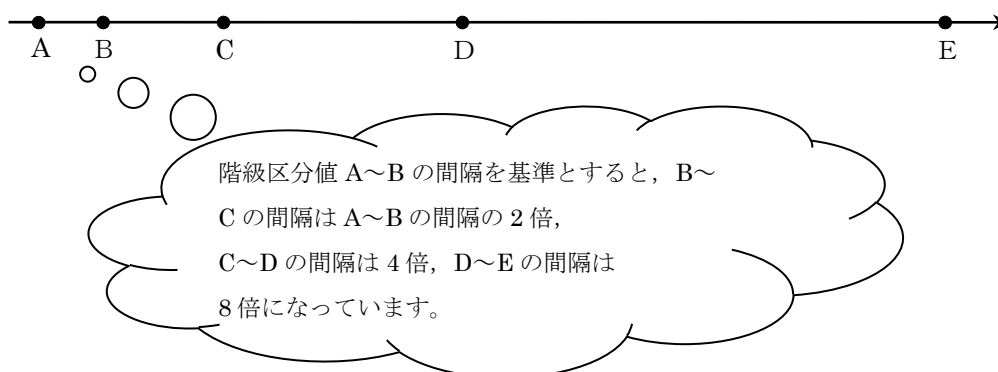 A B C D E
階級区分値 A～B の間隔を基準とすると，B～
C の間隔は A～B の間隔の 2 倍，
C～D の間隔は 4 倍，D～E の間隔は
8 倍になっています。